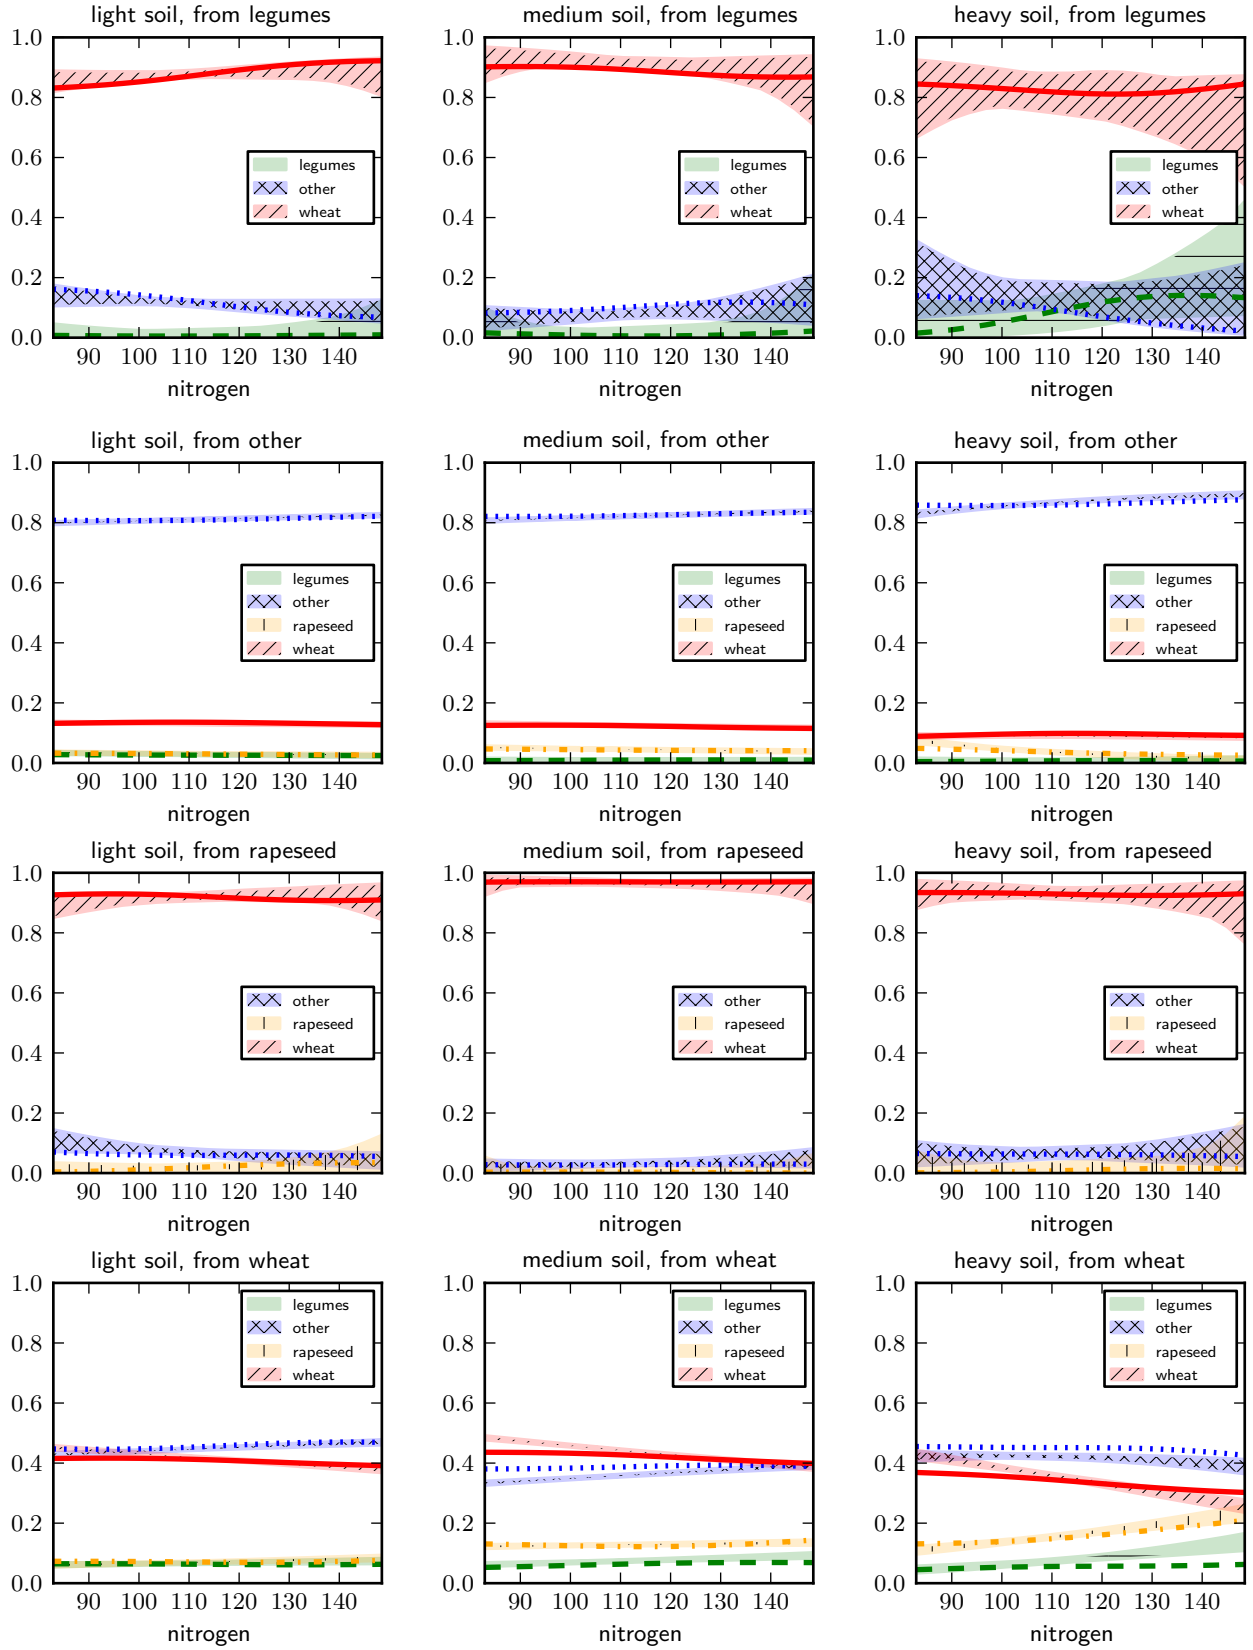 light soil, from legumes medium soil, from legumes heavy soil, from legumes
1.0 1.0 1.0
0.8 0.8 0.8
0.6 0.6 0.6
legumes legumes legumes
other other other
wheat wheat wheat
0.4 0.4 0.4
0.2 0.2 0.2
0.0 0.0 0.0
90 100 110 120 130 140 90 100 110 120 130 140 90 100 110 120 130 140
nitrogen nitrogen nitrogen
light soil, from other medium soil, from other heavy soil, from other
1.0 1.0 1.0
0.8 0.8 0.8
0.6 0.6 0.6
legumes legumes legumes
other other other
rapeseed rapeseed rapeseed
wheat wheat wheat
0.4 0.4 0.4
0.2 0.2 0.2
0.0 0.0 0.0
90 100 110 120 130 140 90 100 110 120 130 140 90 100 110 120 130 140
nitrogen nitrogen nitrogen
light soil, from rapeseed medium soil, from rapeseed heavy soil, from rapeseed
1.0 1.0 1.0
0.8 0.8 0.8
0.6 0.6 0.6
other other other
rapeseed rapeseed rapeseed
wheat wheat wheat
0.4 0.4 0.4
0.2 0.2 0.2
0.0 0.0 0.0
90 100 110 120 130 140 90 100 110 120 130 140 90 100 110 120 130 140
nitrogen nitrogen nitrogen
light soil, from wheat medium soil, from wheat heavy soil, from wheat
1.0 1.0 1.0
legumes legumes legumes
other other other
0.8 0.8 0.8
rapeseed rapeseed rapeseed
wheat wheat wheat
0.6 0.6 0.6
0.4 0.4 0.4
0.2 0.2 0.2
0.0 0.0 0.0
90 100 110 120 130 140 90 100 110 120 130 140 90 100 110 120 130 140
nitrogen nitrogen nitrogen